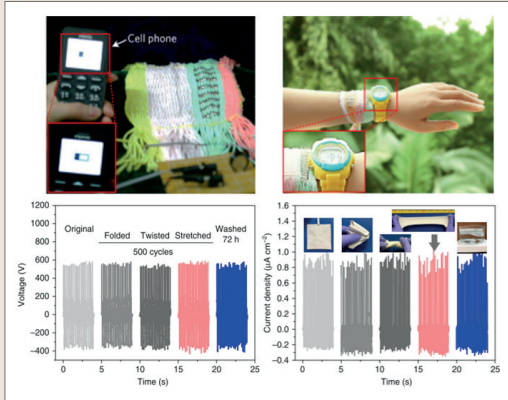 Cell phone
1200
1000
800
600
400
200
0
−200
−400
Voltage (V)
Original
Folded Twisted Stretched
500 cycles
Washed
72 h
0 5 10 15 20 25
Time (s)
1.6
1.4
1.2
1.0
0.8
0.6
0.4
0.2
0.0
−0.2
−0.4
Current density (μA cm−2)
0 5 10 15 20 25
Time (s)